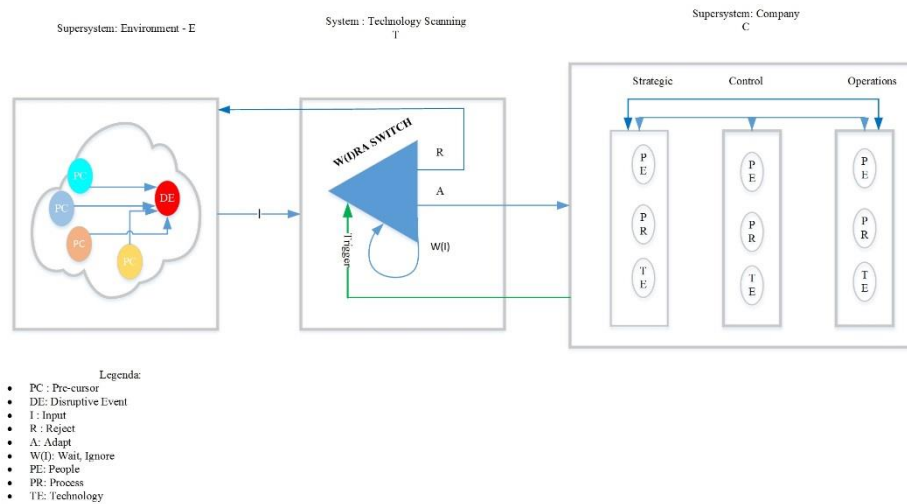 Supersystem: Environment - E
System : Technology Scanning
T
Supersystem: Company
C
Strategic
Control
Operations
W(I)RA SWITCH
R
A
W(I)
Trigger
I
PC
PC
PC
PC
DE
PE
PR
TE
PE
PR
TE
PE
PR
TE
Legenda:
• PC : Pre-cursor
• DE: Disruptive Event
• I : Input
• R : Reject
• A: Adapt
• W(I): Wait, Ignore
• PE: People
• PR: Process
• TE: Technology